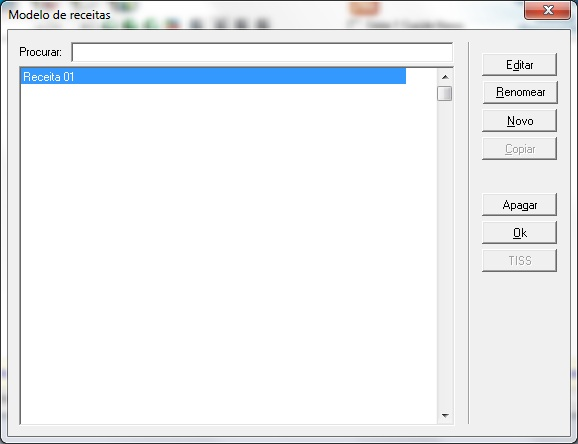 Modelo de receitas
Procurar:
Receita 01
Editar
Renomear
Novo
Copiar
Apagar
Ok
TISS